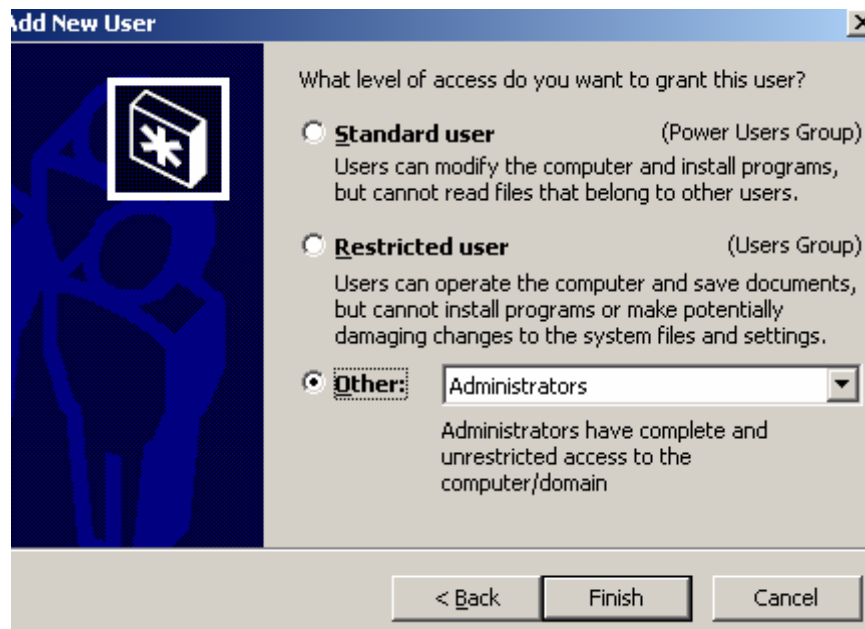 Add New User
What level of access do you want to grant this user?
Standard user (Power Users Group)
Users can modify the computer and install programs,
but cannot read files that belong to other users.
Restricted user (Users Group)
Users can operate the computer and save documents,
but cannot install programs or make potentially
damaging changes to the system files and settings.
Other: Administrators
Administrators have complete and
unrestricted access to the
computer/domain
< Back Finish Cancel